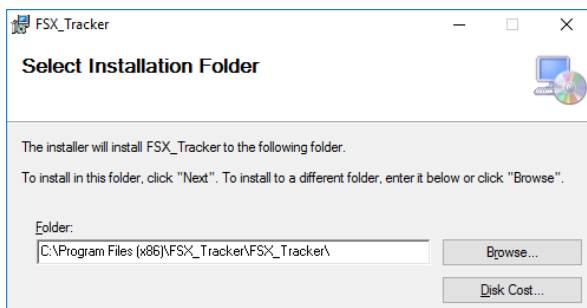 FSX_Tracker
Select Installation Folder
The installer will install FSX_Tracker to the following folder.
To install in this folder, click "Next". To install to a different folder, enter it below or click "Browse".
Folder:
C:\Program Files (x86)\FSX_Tracker\FSX_Tracker\
Browse...
Disk Cost...